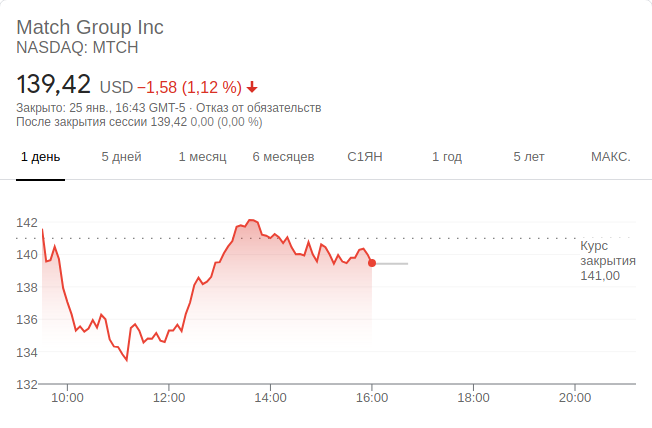 Match Group Inc
NASDAQ: MTCH
139,42 USD −1,58 (1,12 %)
Закрыто: 25 янв., 16:43 GMT-5 · Отказ от обязательств
После закрытия сессии 139,42 0,00 (0,00 %)
1 день 5 дней 1 месяц 6 месяцев С1ЯН 1 год 5 лет МАКС.
142
140
138
136
134
132
Курс
закрытия
141,00
10:00 12:00 14:00 16:00 18:00 20:00